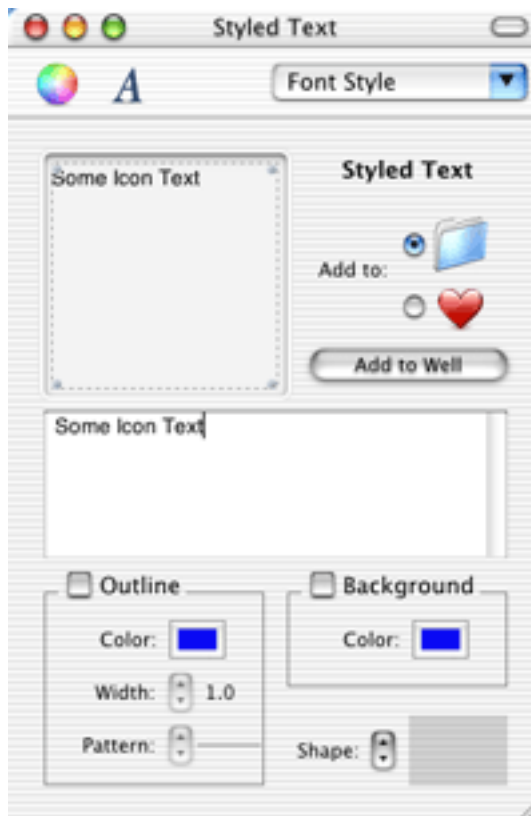 Styled Text
A Font Style
Some Icon Text
Styled Text
Add to:
Add to Well
Some Icon Text
Outline
Background
Color:
Color:
Width: 1.0
Pattern:
Shape: